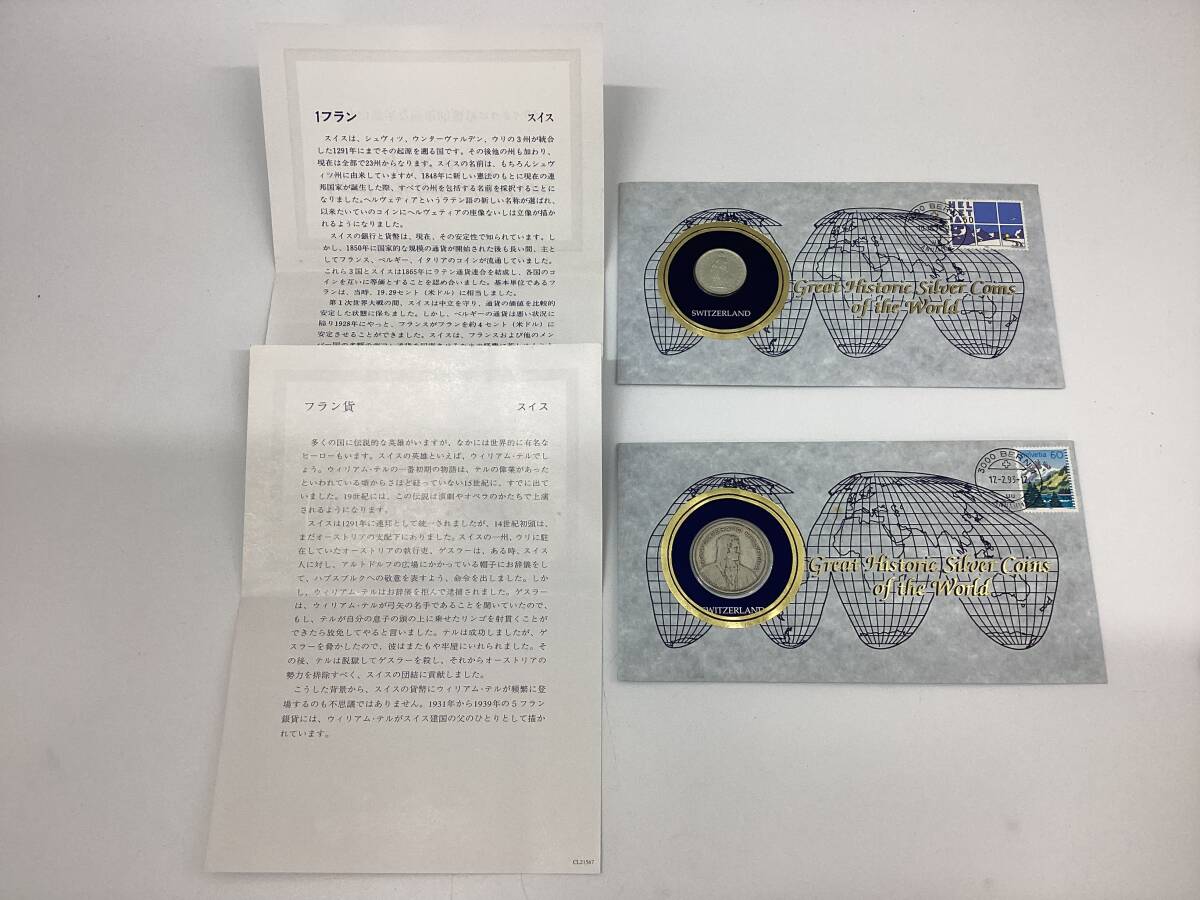 1フラン スイス
スイスは、シュヴィツ、ウンターヴァルデン、ウリの3州が統合
した1291年にまでその起源を遡る国です。その後他の州も加わり、
現在は全部で23州からなります。スイスの名前は、もちろんシュヴ
ィツ州に由来していますが、1848年に新しい憲法のもとに現在の連
邦国家が誕生した際、すべての州を包括する名前を採択することに
なりました。ヘルヴェティアというラテン語の新しい名称が選ばれ、
以来たいていのコインにヘルヴェティアの座像ないしは立像が描か
れるようになりました。
スイスの銀行と貨幣は、現在、その安定性で知られています。し
かし、1850年に国家的な規模の通貨が開始された後も長い間、主と
してフランス、ベルギー、イタリアのコインが流通していました。
これら3国とスイスは1865年にラテン通貨連合を結成し、各国のコ
インを互いに等価とすることを認め合いました。基本単位であるフ
ランは、当時、19.29セント(米ドル)に相当しました。
第1次世界大戦の間、スイスは中立を守り、通貨の価値を比較的
安定した状態に保ちました。しかし、ベルギーの通貨は悪い状況に
陥り1928年にやっと、フランスがフランを約4セント(米ドル)に
安定させることができました。スイスは、フランスおよび他のメン
フラン貨 スイス
多くの国に伝説的な英雄がいますが、なかには世界的に有名な
ヒーローもいます。スイスの英雄といえば、ウィリアム・テルでし
ょう。ウィリアム・テルの一番初期の物語は、テルの偉業があった
といわれている頃からさほど経っていない15世紀に、すでに出て
いました。19世紀には、この伝説は演劇やオペラのかたちで上演
されるようになります。
スイスは1291年に連邦として統一されましたが、14世紀初頭は、
まだオーストリアの支配下にありました。スイスの一州、ウリに駐
在していたオーストリアの執行吏、ゲスラーは、ある時、スイス
人に対し、アルトドルフの広場にかかっている帽子にお辞儀をし
て、ハプスブルクへの敬意を表すよう、命令を出しました。しか
し、ウィリアム・テルはお辞儀を拒んで逮捕されました。ゲスラー
は、ウィリアム・テルが弓矢の名手であることを聞いていたので、
もし、テルが自分の息子の頭の上に乗せたリンゴを射貫くことが
できたら放免してやると言いました。テルは成功しましたが、ゲ
スラーを脅かしたので、彼はまたもや牢屋にいれられました。そ
の後、テルは脱獄してゲスラーを殺し、それからオーストリアの
勢力を排除すべく、スイスの団結に貢献しました。
こうした背景から、スイスの貨幣にウィリアム・テルが頻繁に登
場するのも不思議ではありません。1931年から1939年の5フラン
銀貨には、ウィリアム・テルがスイス建国の父のひとりとして描か
れています。
CL21567
HEL
VET
IA 50
SWITZERLAND
Great Historic Silver Coins
of the World
3000 BERN
17-2.93-12
Helvetia 60
SWITZERLAND
Great Historic Silver Coins
of the World